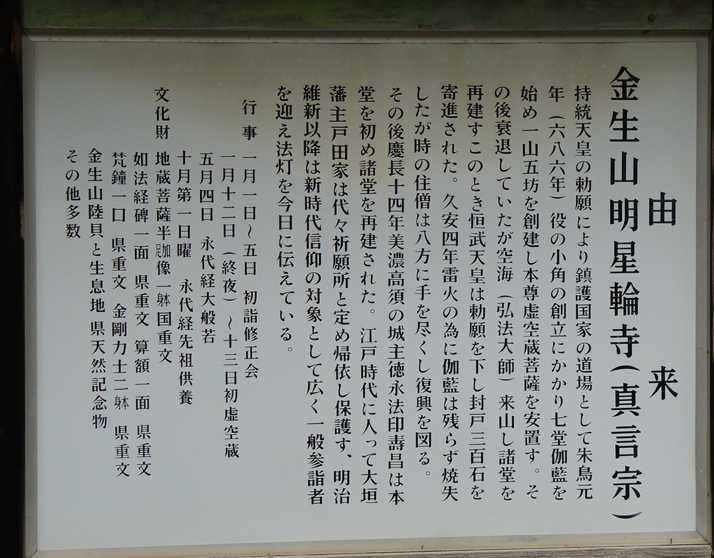 由来
金生山明星輪寺(真言宗)
持統天皇の勅願により鎮護国家の道場として朱鳥元
年(六八六年)役の小角の創立にかかり七堂伽藍を
始め一山五坊を創建し本尊虚空蔵菩薩を安置す。そ
の後衰退していたが空海(弘法大師)来山し諸堂を
再建すこのとき恒武天皇は勅願を下し封戸三百石を
寄進された。久安四年雷火の為に伽藍は残らず焼失
したが時の住僧は八方に手を尽くし復興を図る。
その後慶長十四年美濃高須の城主徳永法印壽昌は本
堂を初め諸堂を再建された。江戸時代に入って大垣
藩主戸田家は代々祈願所と定め帰依し保護す、明治
維新以降は新時代信仰の対象として広く一般参詣者
を迎え法灯を今日に伝えている。
行事 一月一日~五日 初詣修正会
一月十二日(終夜)~十三日初虚空蔵
五月四日 永代経大般若
十月第一日曜 永代経先祖供養
文化財 地蔵菩薩半跏像一躰国重文
如法経碑一面 県重文 算額一面 県重文
梵鐘一口 県重文 金剛力士二躰 県重文
金生山陸貝と生息地県天然記念物
その他多数